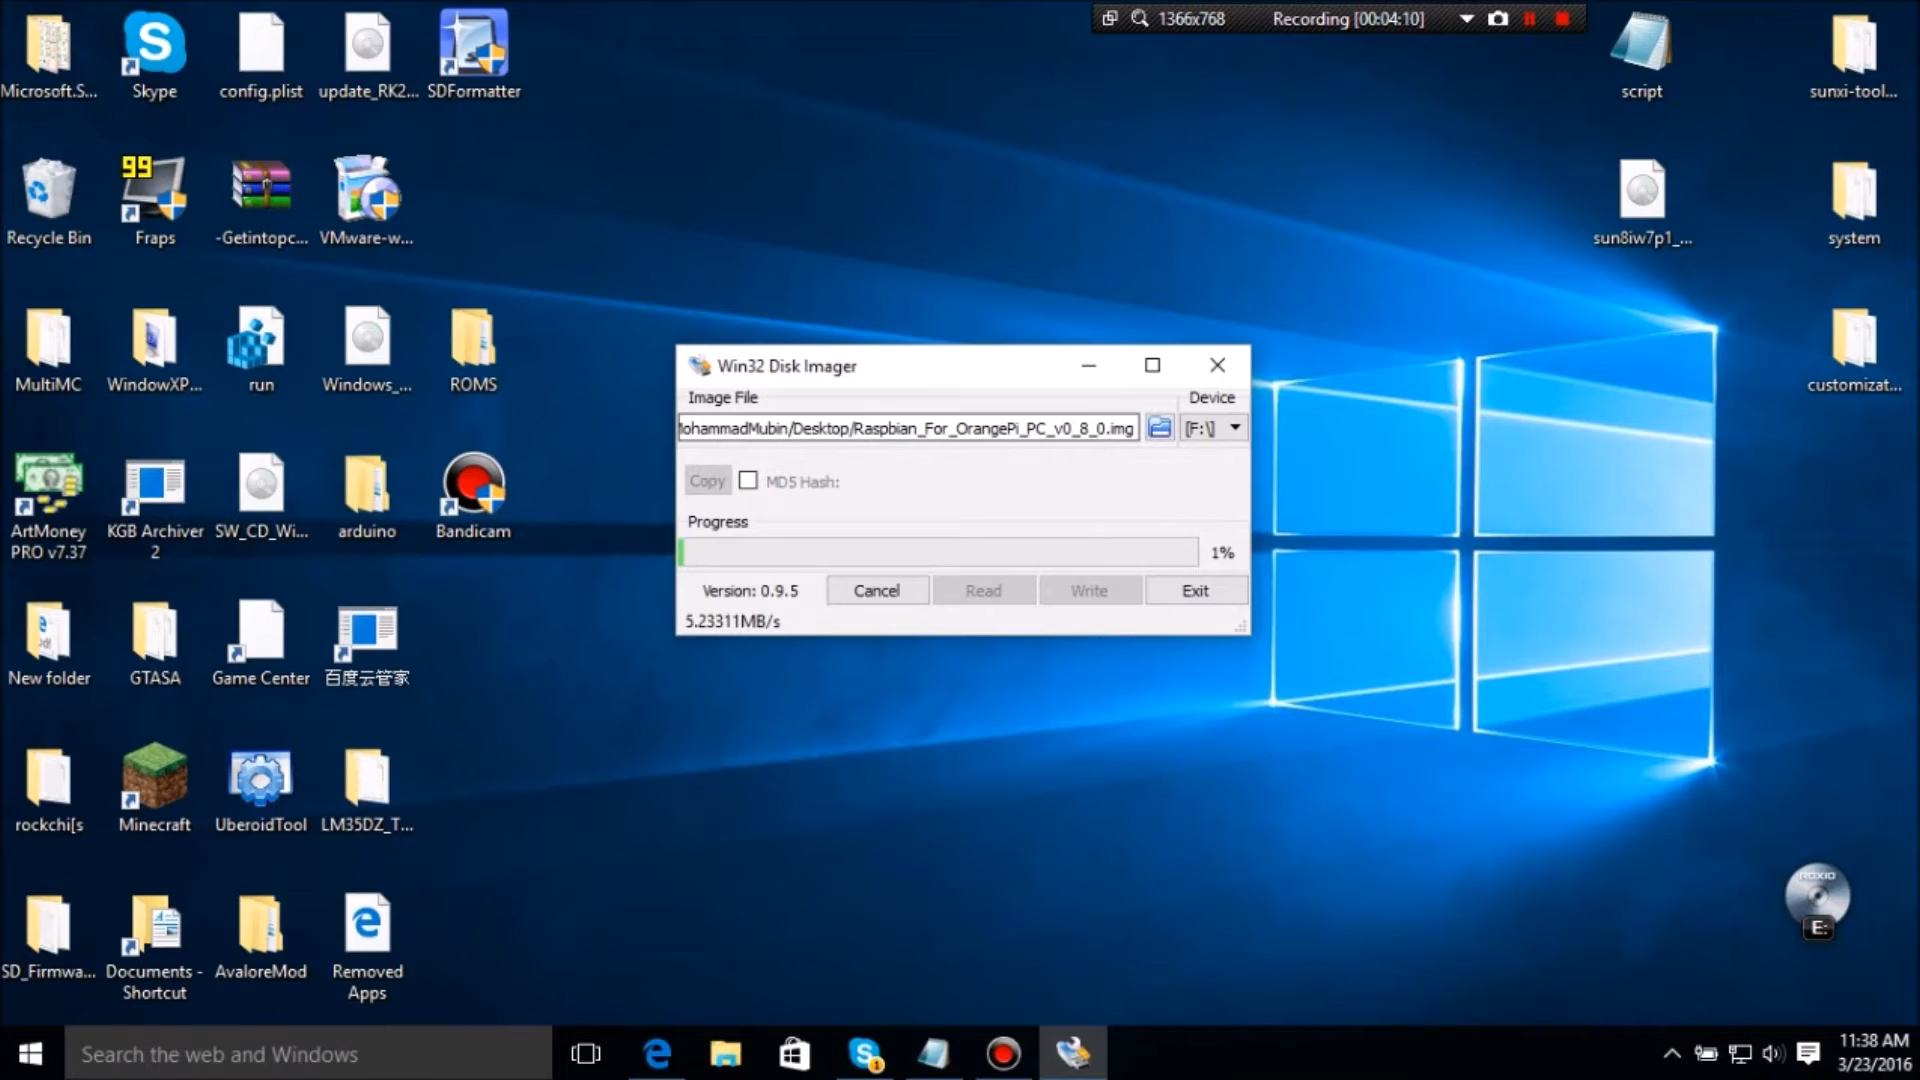 1366x768
Recording [00:04:10]
Microsoft.S...
Skype
config.plist
update_RK2...
SDFormatter
script
sunxi-tool...
99
Recycle Bin
Fraps
-Getintopc...
VMware-w...
sun8iw7p1_...
system
MultiMC
WindowXP...
run
Windows_...
ROMS
customizat...
Win32 Disk Imager
Image File
Device
MohammadMubin/Desktop/Raspbian_For_OrangePi_PC_v0_8_0.img
[F:\]
Copy
MD5 Hash:
Progress
1%
Version: 0.9.5
Cancel
Read
Write
Exit
5.23311MB/s
ArtMoney
PRO v7.37
KGB Archiver
2
SW_CD_Wi...
arduino
Bandicam
New folder
GTASA
Game Center
百度云管家
rockchi[s
Minecraft
UberoidTool
LM35DZ_T...
ROXIO
E:
SD_Firmwa...
Documents -
Shortcut
AvaloreMod
Removed
Apps
Search the web and Windows
1
11:38 AM
3/23/2016